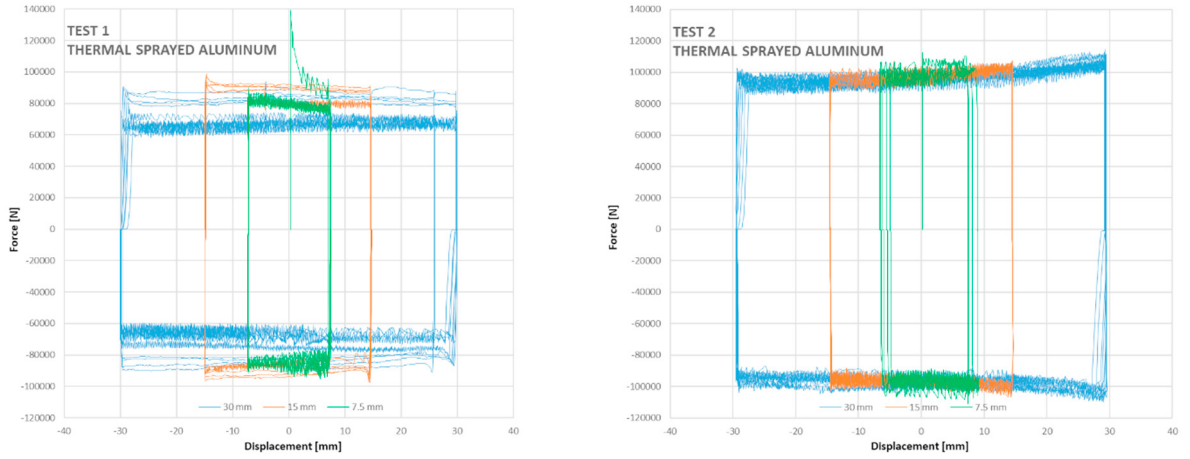 TEST 1
THERMAL SPRAYED ALUMINUM
140000
120000
100000
80000
60000
40000
20000
0
-20000
-40000
-60000
-80000
-100000
-120000
Force [N]
30 mm 15 mm 7.5 mm
-40 -30 -20 -10 0 10 20 30 40
Displacement [mm]
TEST 2
THERMAL SPRAYED ALUMINUM
140000
120000
100000
80000
60000
40000
20000
0
-20000
-40000
-60000
-80000
-100000
-120000
Force [N]
30 mm 15 mm 7.5 mm
-40 -30 -20 -10 0 10 20 30 40
Displacement [mm]